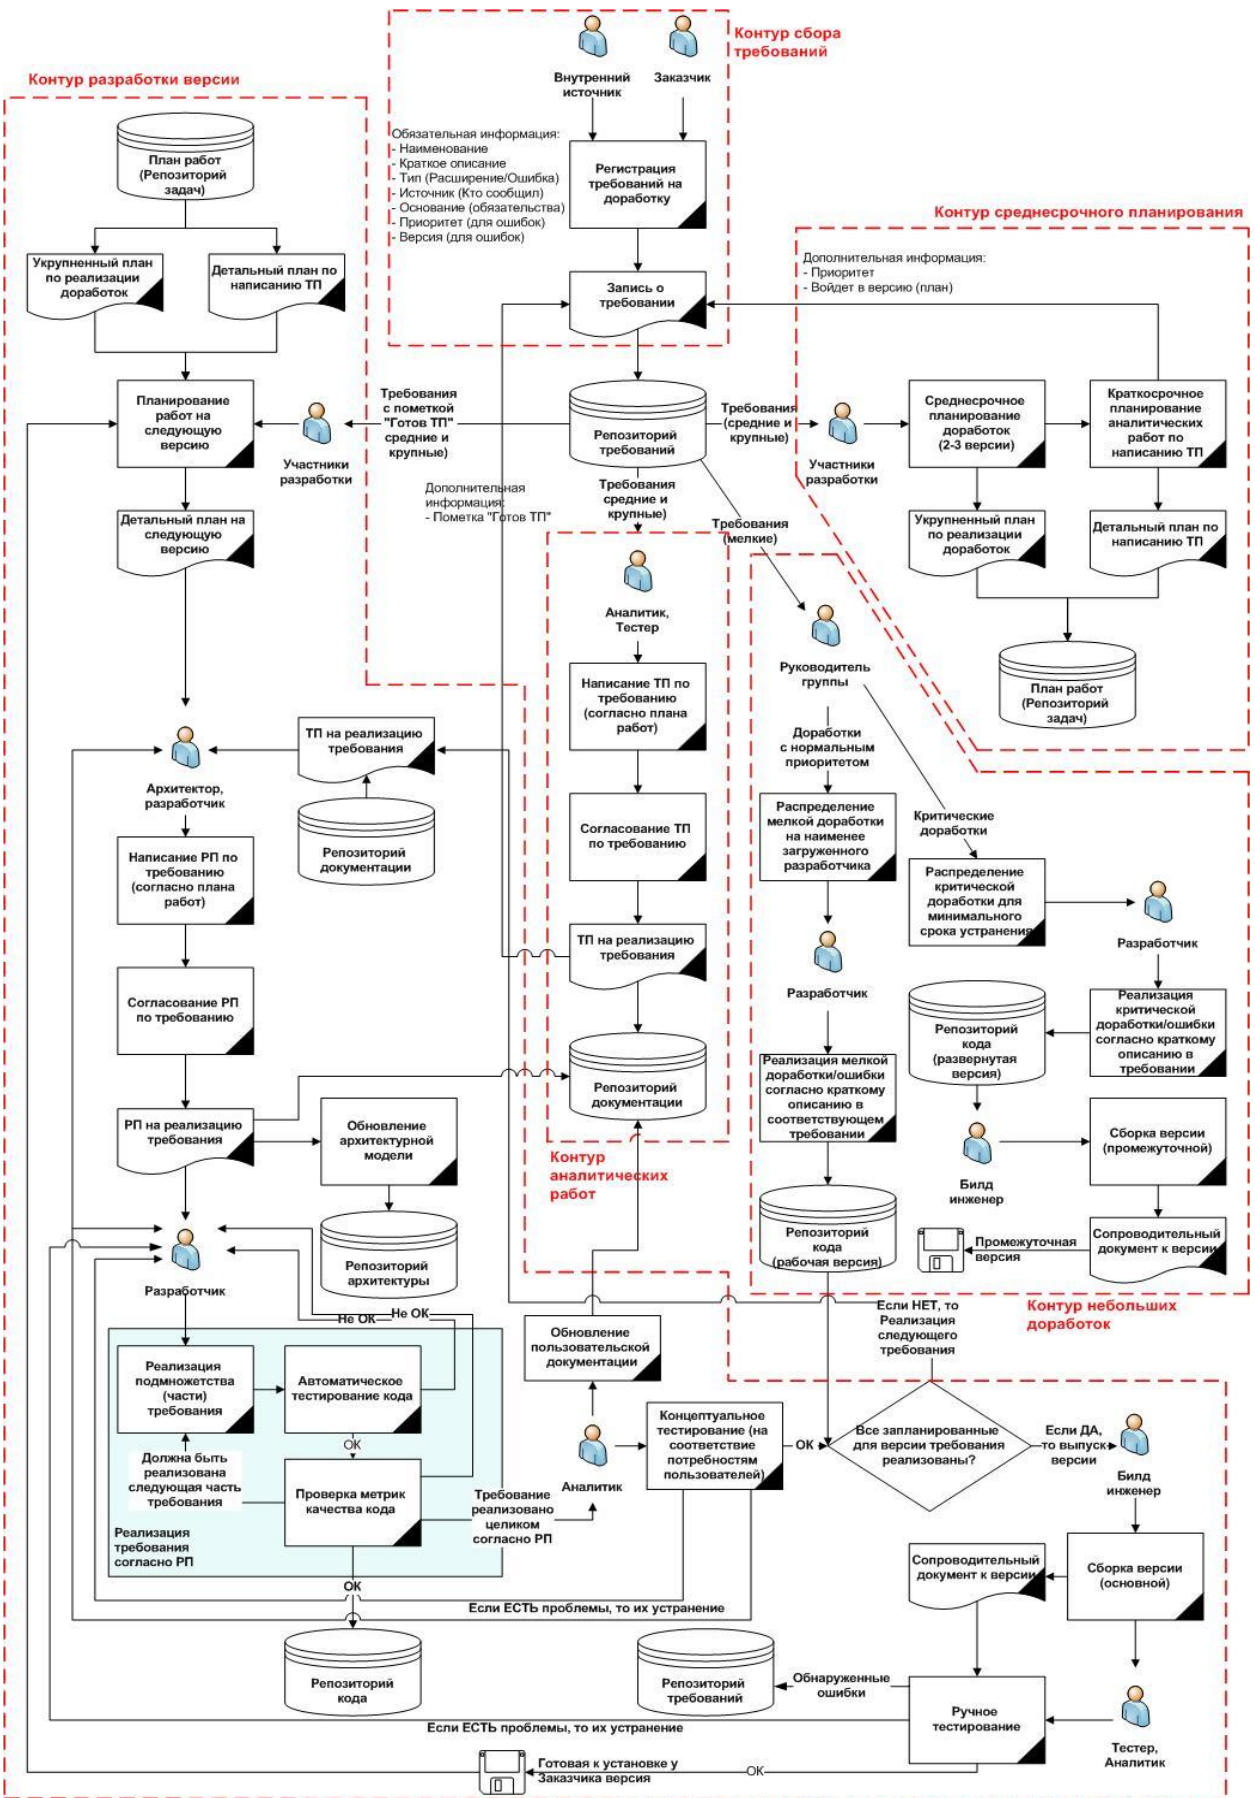 Контур сбора
требований
Контур разработки версии
Внутренний
источник
Заказчик
План работ
(Репозиторий
задач)
Обязательная информация:
- Наименование
- Краткое описание
- Тип (Расширение/Ошибка)
- Источник (Кто сообщил)
- Основание (обязательства)
- Приоритет (для ошибок)
- Версия (для ошибок)
Регистрация
требований на
доработку
Контур среднесрочного планирования
Укрупненный план
по реализации
доработок
Детальный план по
написанию ТП
Запись о
требовании
Дополнительная информация:
- Приоритет
- Войдет в версию (план)
Планирование
работ на
следующую
версию
Участники
разработки
Требования
с пометкой
"Готов ТП"
средние и
крупные)
Репозиторий
требований
Требования
(средние и
крупные)
Участники
разработки
Среднесрочное
планирование
доработок
(2-3 версии)
Краткосрочное
планирование
аналитических
работ по
написанию ТП
Дополнительная
информация:
- Пометка "Готов ТП"
Требования
средние и
крупные)
Требования
(мелкие)
Детальный план на
следующую
версию
Укрупненный план
по реализации
доработок
Детальный план по
написанию ТП
Аналитик,
Тестер
Руководитель
группы
План работ
(Репозиторий
задач)
Написание ТП по
требованию
(согласно плана
работ)
ТП на реализацию
требования
Архитектор,
разработчик
Доработки
с нормальным
приоритетом
Репозиторий
документации
Согласование ТП
по требованию
Распределение
мелкой доработки
на наименее
загруженного
разработчика
Критические
доработки
Написание РП по
требованию
(согласно плана
работ)
Распределение
критической
доработки для
минимального
срока устранения
Разработчик
ТП на реализацию
требования
Разработчик
Согласование РП
по требованию
Репозиторий
кода
(развернутая
версия)
Реализация
критической
доработки/ошибки
согласно краткому
описанию в
требовании
Репозиторий
документации
Реализация мелкой
доработки/ошибки
согласно краткому
описанию в
соответствующем
требовании
РП на реализацию
требования
Обновление
архитектурной
модели
Контур
аналитических
работ
Билд
инженер
Сборка версии
(промежуточной)
Репозиторий
кода
(рабочая версия)
Промежуточная
версия
Сопроводительный
документ к версии
Репозиторий
архитектуры
Разработчик
Контур небольших
доработок
Не ОК
Не ОК
Если НЕТ, то
Реализация
следующего
требования
Обновление
пользовательской
документации
Реализация
подмножетства
(части)
требования
Автоматическое
тестирование кода
ОК
Концептуальное
тестирование (на
соответствие
потребностям
пользователей)
ОК
Все запланированные
для версии требования
реализованы?
Если ДА,
то выпуск
версии
Билд
инженер
Должна быть
реализована
следующая часть
требования
Проверка метрик
качества кода
Требование
реализовано
целиком
согласно РП
Аналитик
Реализация
требования
согласно РП
ОК
Сопроводительный
документ к версии
Сборка версии
(основной)
Если ЕСТЬ проблемы, то их устранение
Репозиторий
кода
Репозиторий
требований
Обнаруженные
ошибки
Ручное
тестирование
Тестер,
Аналитик
Если ЕСТЬ проблемы, то их устранение
Готовая к установке у
Заказчика версия
ОК